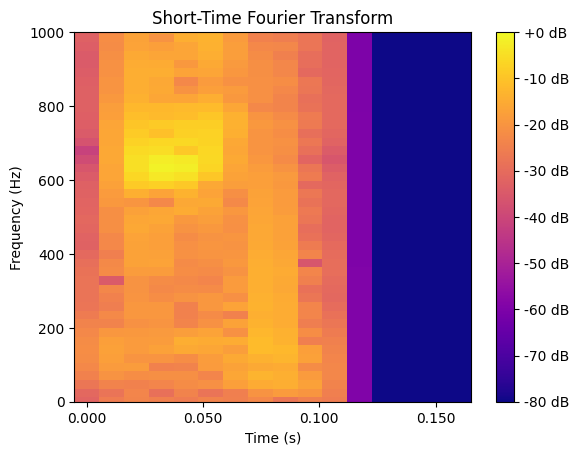 Short-Time Fourier Transform
Frequency (Hz)
1000
800
600
400
200
0
0.000
0.050
0.100
0.150
Time (s)
+0 dB
-10 dB
-20 dB
-30 dB
-40 dB
-50 dB
-60 dB
-70 dB
-80 dB